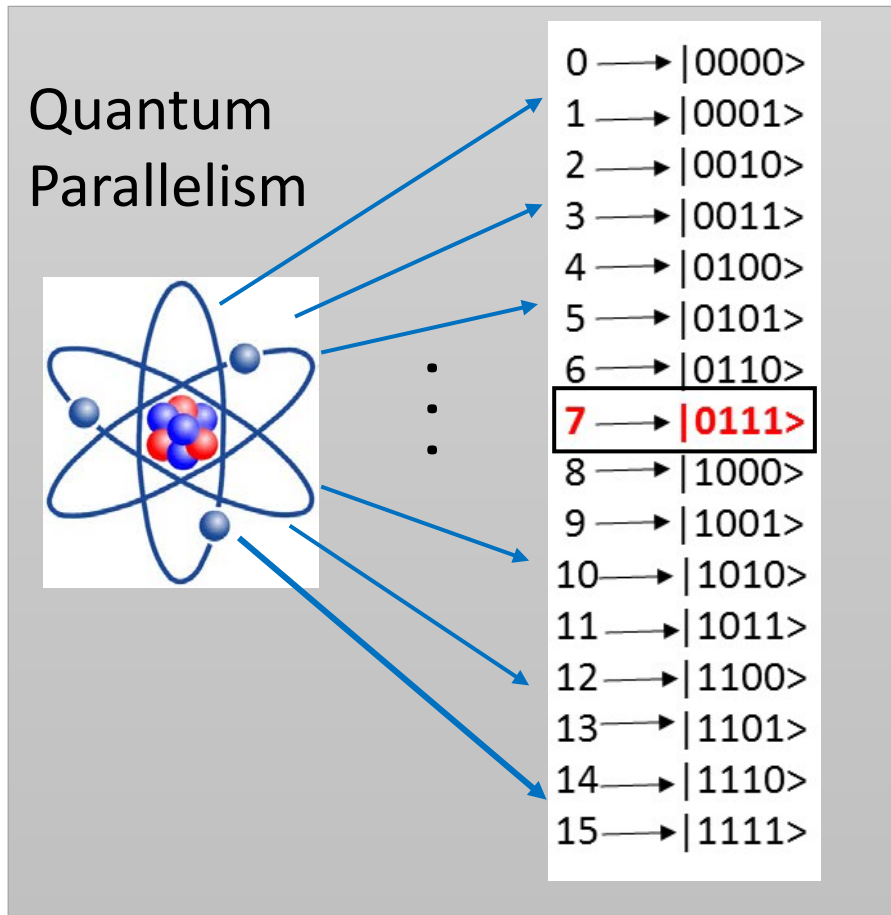 Quantum
Parallelism
0 → |0000>
1 → |0001>
2 → |0010>
3 → |0011>
4 → |0100>
5 → |0101>
6 → |0110>
7 → |0111>
8 → |1000>
9 → |1001>
10 → |1010>
11 → |1011>
12 → |1100>
13 → |1101>
14 → |1110>
15 → |1111>